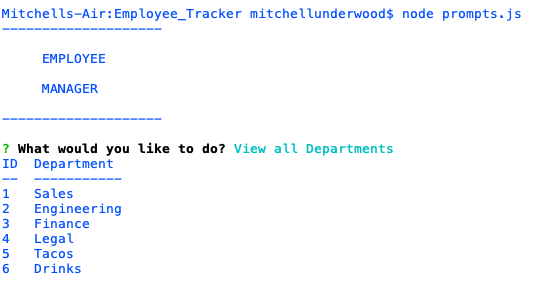 Mitchells-Air:Employee_Tracker mitchellunderwood$ node prompts.js
--------------------
EMPLOYEE
MANAGER
--------------------
? What would you like to do? View all Departments
ID  Department
--  -----------
1   Sales
2   Engineering
3   Finance
4   Legal
5   Tacos
6   Drinks